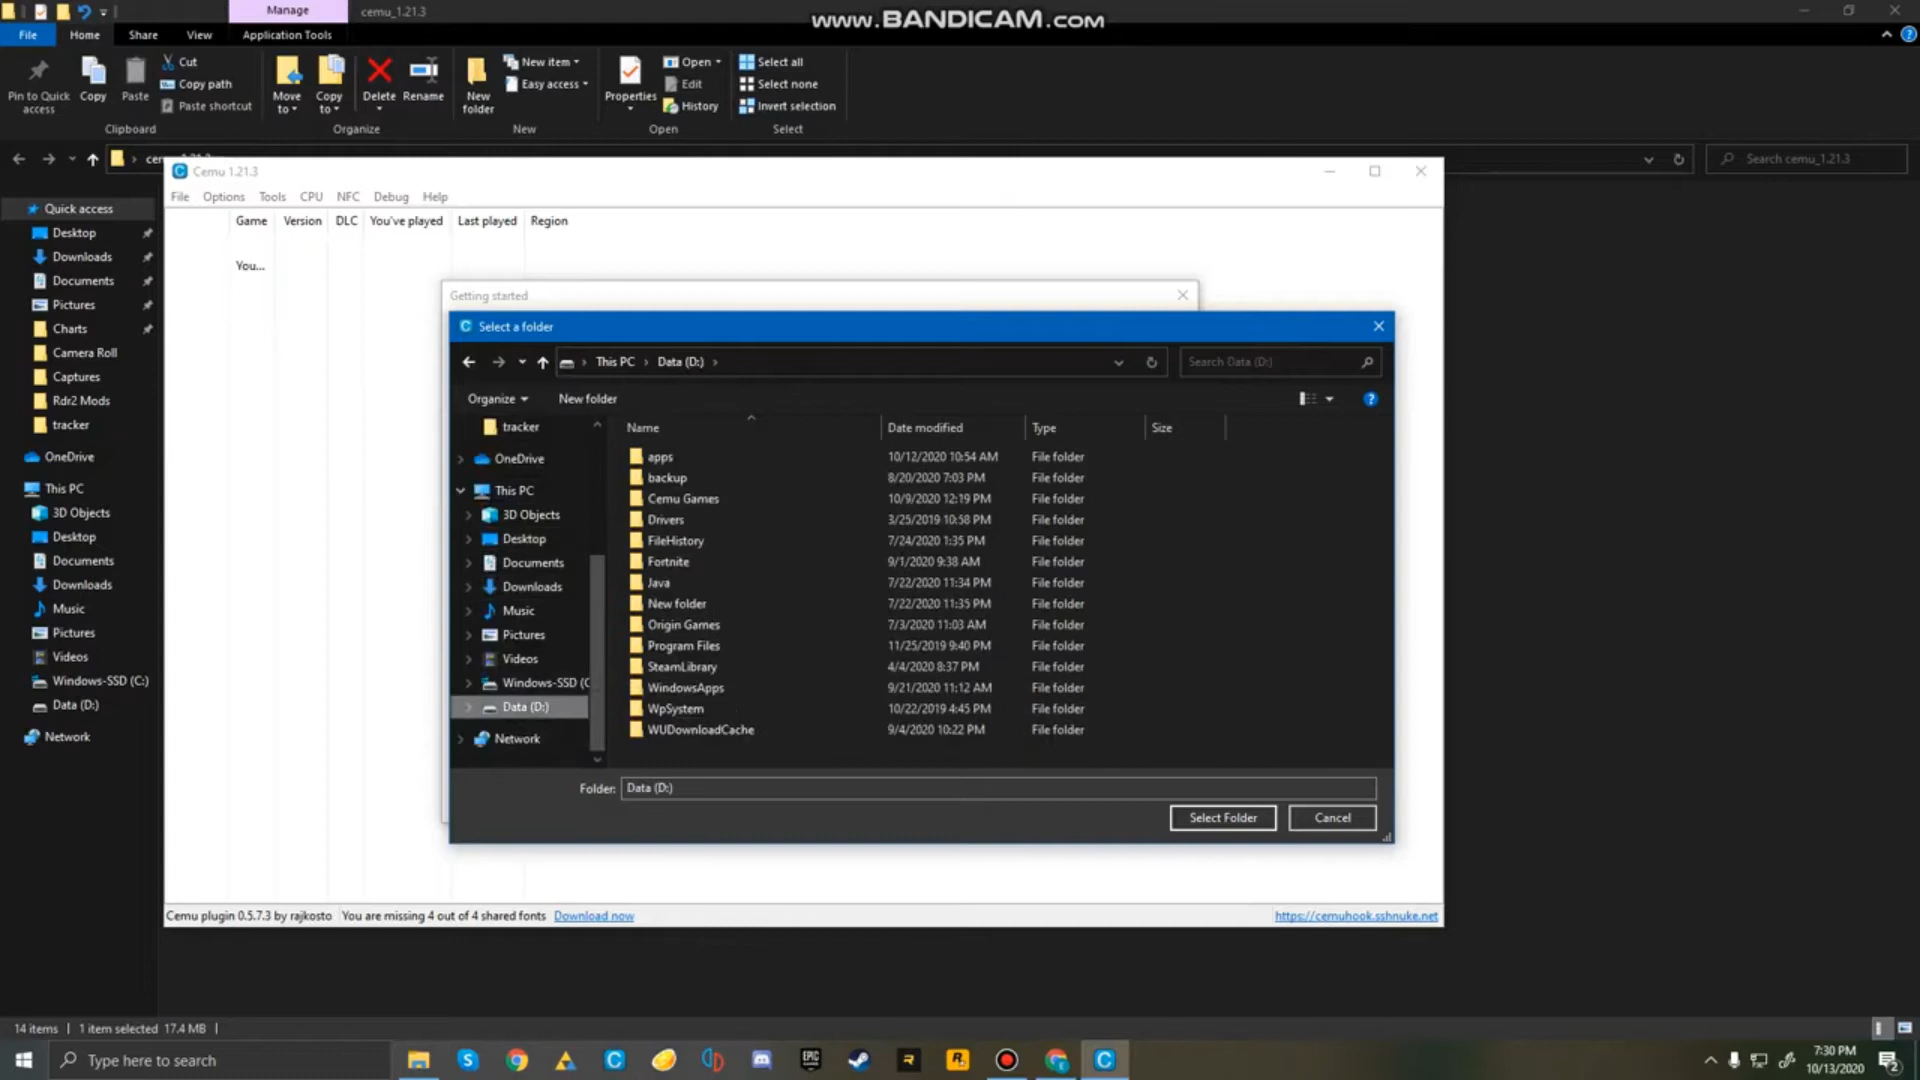 Manage
cemu_1.21.3
www.BANDICAM.com
File
Home
Share
View
Application Tools
Pin to Quick access
Copy
Paste
Cut
Copy path
Paste shortcut
Move to
Copy to
Delete
Rename
New folder
New item
Easy access
Properties
Open
Edit
History
Select all
Select none
Invert selection
Clipboard
Organize
New
Open
Select
Search cemu_1.21.3
Cemu 1.21.3
File Options Tools CPU NFC Debug Help
Game Version DLC You've played Last played Region
You...
Quick access
Desktop
Downloads
Documents
Pictures
Charts
Camera Roll
Captures
Rdr2 Mods
tracker
OneDrive
This PC
3D Objects
Desktop
Documents
Downloads
Music
Pictures
Videos
Windows-SSD (C:)
Data (D:)
Network
Getting started
Select a folder
This PC > Data (D:) >
Search Data (D:)
Organize New folder
tracker
OneDrive
This PC
3D Objects
Desktop
Documents
Downloads
Music
Pictures
Videos
Windows-SSD (C
Data (D:)
Network
Name Date modified Type Size
apps 10/12/2020 10:54 AM File folder
backup 8/20/2020 7:03 PM File folder
Cemu Games 10/9/2020 12:19 PM File folder
Drivers 3/25/2019 10:58 PM File folder
FileHistory 7/24/2020 1:35 PM File folder
Fortnite 9/1/2020 9:38 AM File folder
Java 7/22/2020 11:34 PM File folder
New folder 7/22/2020 11:35 PM File folder
Origin Games 7/3/2020 11:03 AM File folder
Program Files 11/25/2019 9:40 PM File folder
SteamLibrary 4/4/2020 8:37 PM File folder
WindowsApps 9/21/2020 11:12 AM File folder
WpSystem 10/22/2019 4:45 PM File folder
WUDownloadCache 9/4/2020 10:22 PM File folder
Folder: Data (D:)
Select Folder
Cancel
Cemu plugin 0.5.7.3 by rajkosto You are missing 4 out of 4 shared fonts Download now
https://cemuhook.sshnuke.net
14 items 1 item selected 17.4 MB
Type here to search
EPIC GAMES
7:30 PM
10/13/2020
2